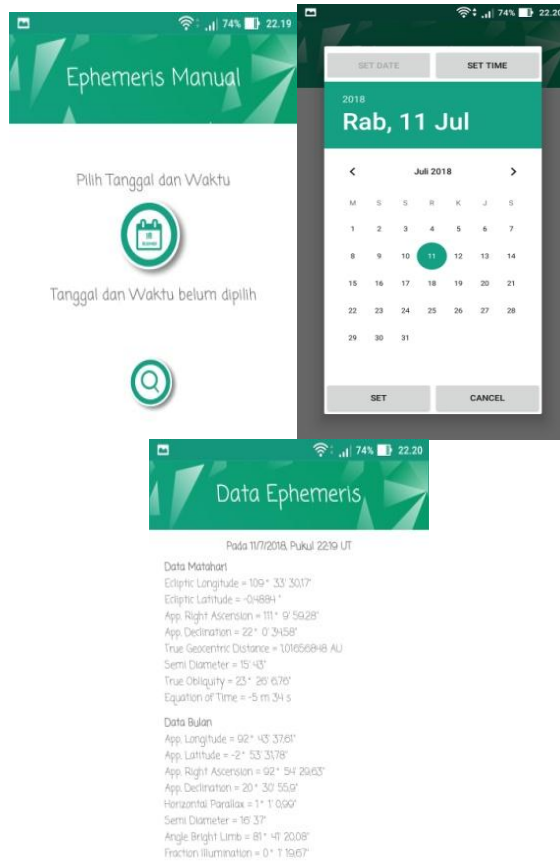 74% 22.19
Ephemeris Manual
Pilih Tanggal dan Waktu
Tanggal dan Waktu belum dipilih
22.20
74%
SET DATE SET TIME
2018
Rab, 11 Jul
Juli 2018
M S S R K J S
1 2 3 4 5 6 7
8 9 10 11 12 13 14
15 16 17 18 19 20 21
22 23 24 25 26 27 28
29 30 31
SET CANCEL
74% 22.20
Data Ephemeris
Pada 11/7/2018, Pukul 22:19 UT
Data Matahari
Ecliptic Longitude = 109° 33' 30,17"
Ecliptic Latitude = -0,4884 "
App. Right Ascension = 111° 9' 59,28"
App. Declination = 22° 0' 34,58"
True Geocentric Distance = 1,01656848 AU
Semi Diameter = 15' 43"
True Obliquity = 23° 26' 6,76"
Equation of Time = -5 m 34 s
Data Bulan
App. Longitude = 92° 43' 37,61"
App. Latitude = -2° 53' 31,78"
App. Right Ascension = 92° 54' 29,63"
App. Declination = 20° 30' 55,9"
Horizontal Parallax = 1° 1' 0,99"
Semi Diameter = 16' 37"
Angle Bright Limb = 81° 41' 20,08"
Fraction Illumination = 0° 1' 19,67"